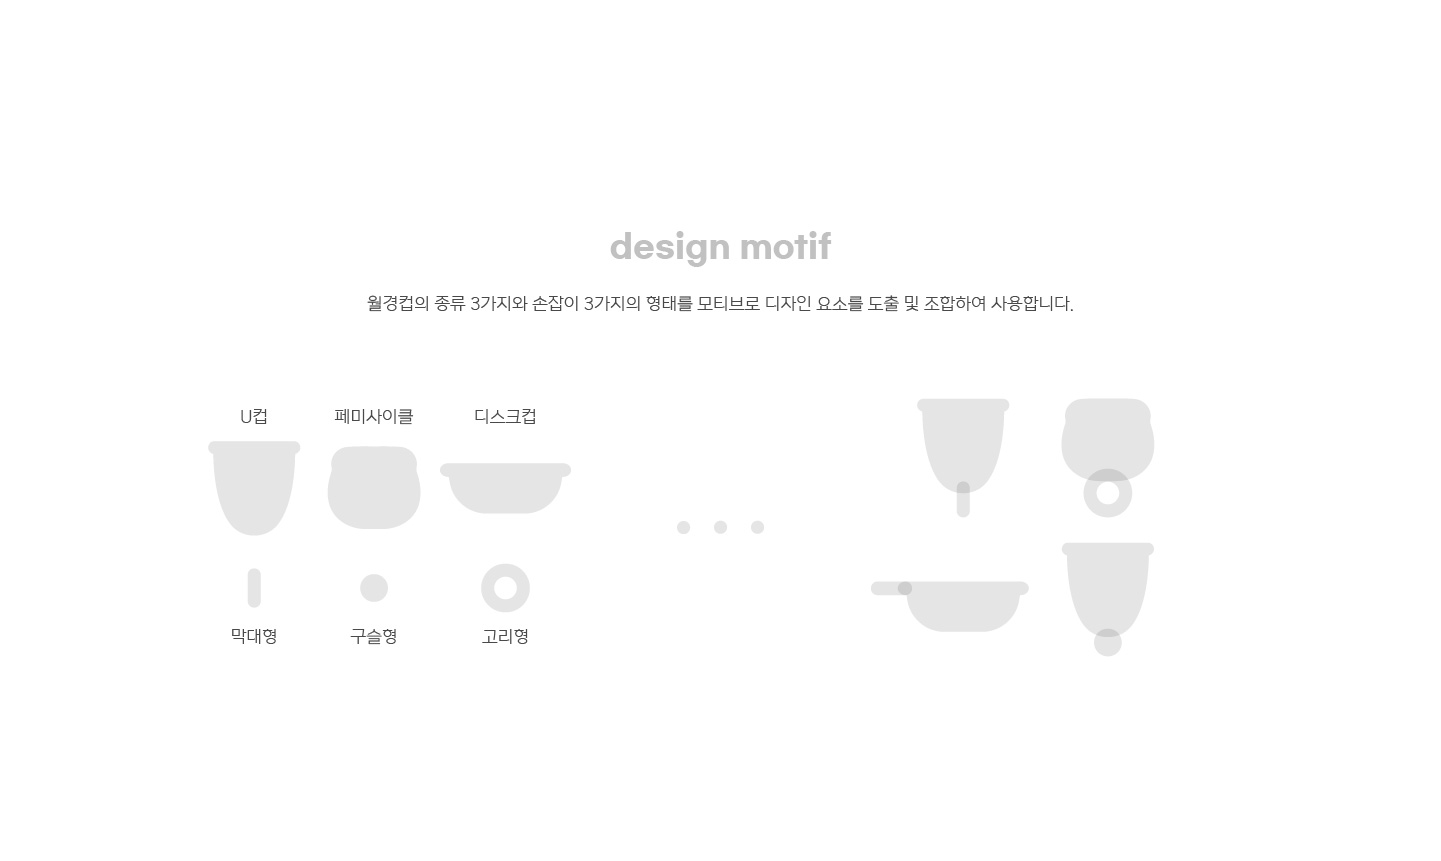 design motif
월경컵의 종류 3가지와 손잡이 3가지의 형태를 모티브로 디자인 요소를 도출 및 조합하여 사용합니다.
U컵
페미사이클
디스크컵
막대형
구슬형
고리형